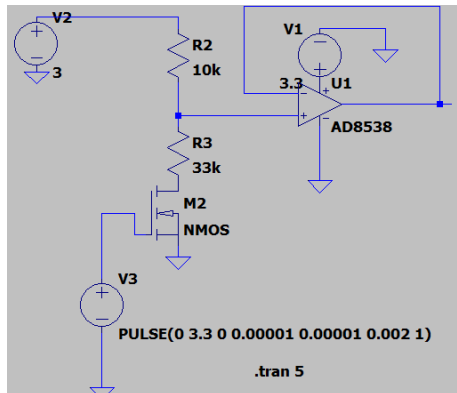 V2
3
R2
10k
V1
3.3
U1
AD8538
R3
33k
M2
NMOS
V3
PULSE(0 3.3 0 0.00001 0.00001 0.002 1)
.tran 5